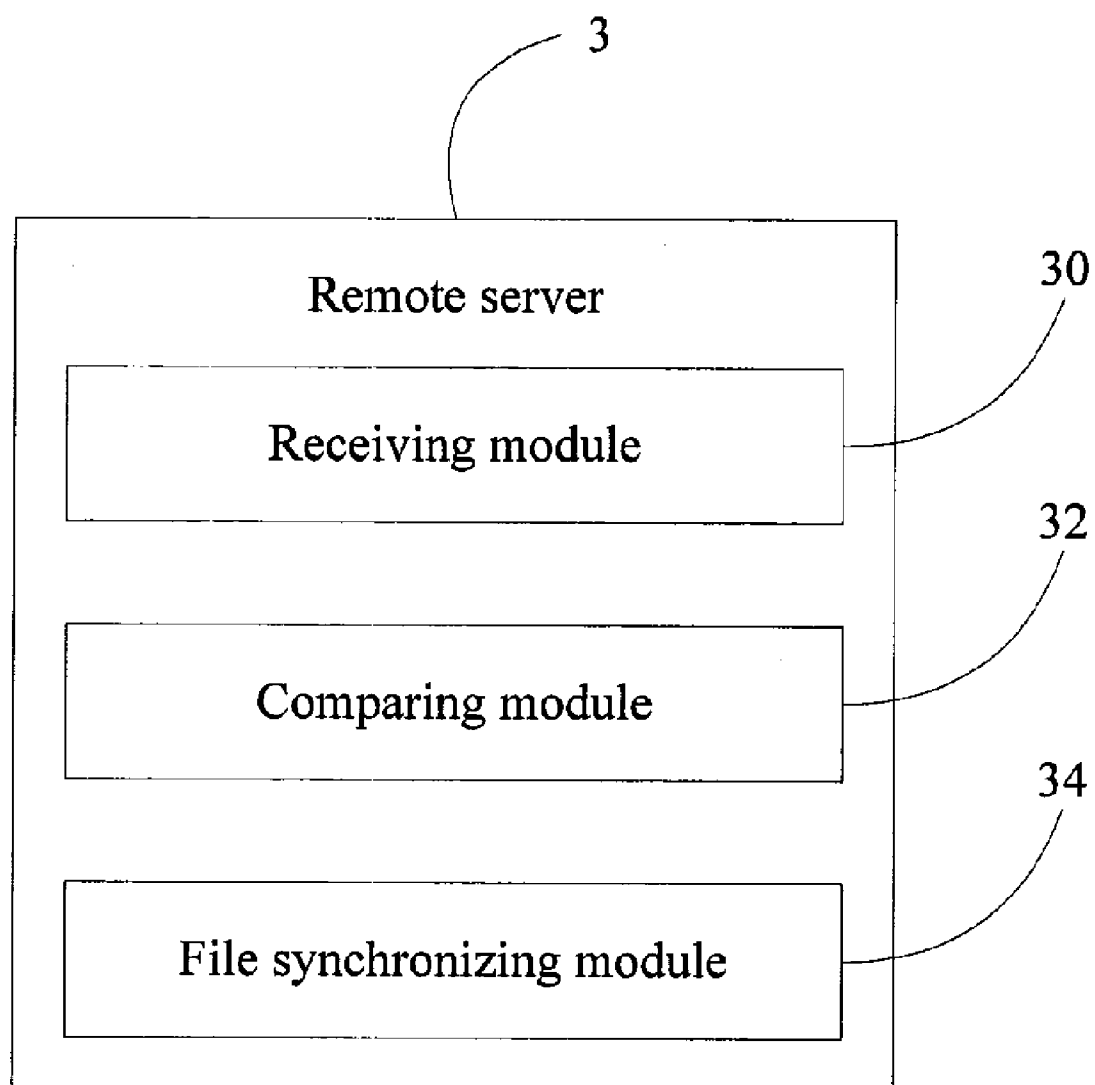 3
Remote server
30
Receiving module
32
Comparing module
34
File synchronizing module